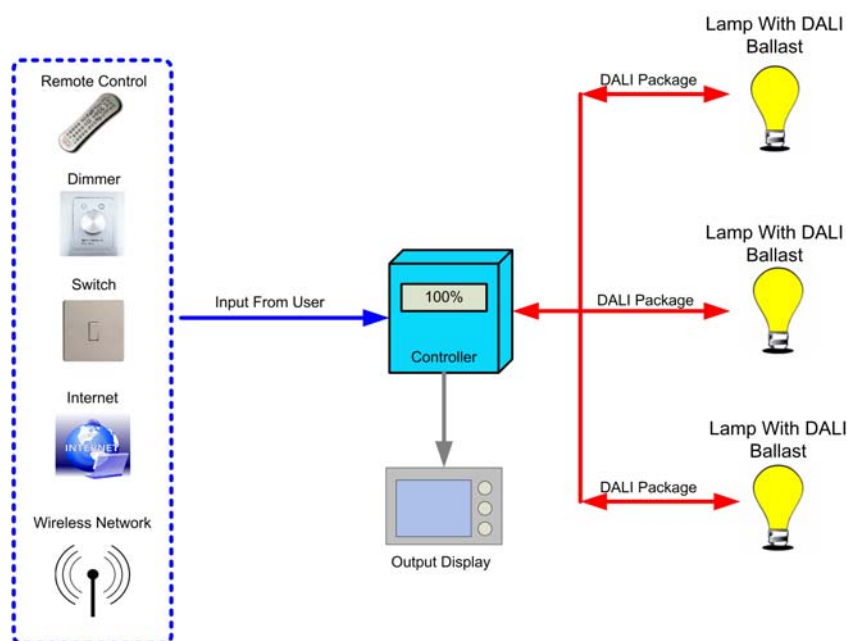 Remote Control
Dimmer
Switch
Internet
INTERNET
Wireless Network
Input From User
100%
Controller
Output Display
DALI Package
Lamp With DALI
Ballast
DALI Package
Lamp With DALI
Ballast
DALI Package
Lamp With DALI
Ballast